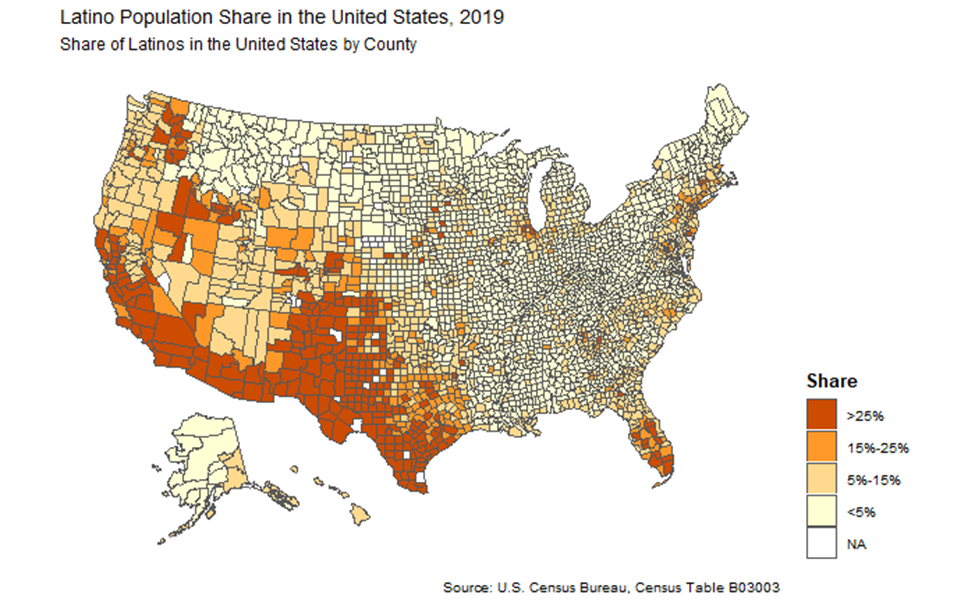 Latino Population Share in the United States, 2019
Share of Latinos in the United States by County
Share
>25%
15%-25%
5%-15%
<5%
NA
Source: U.S. Census Bureau, Census Table B03003